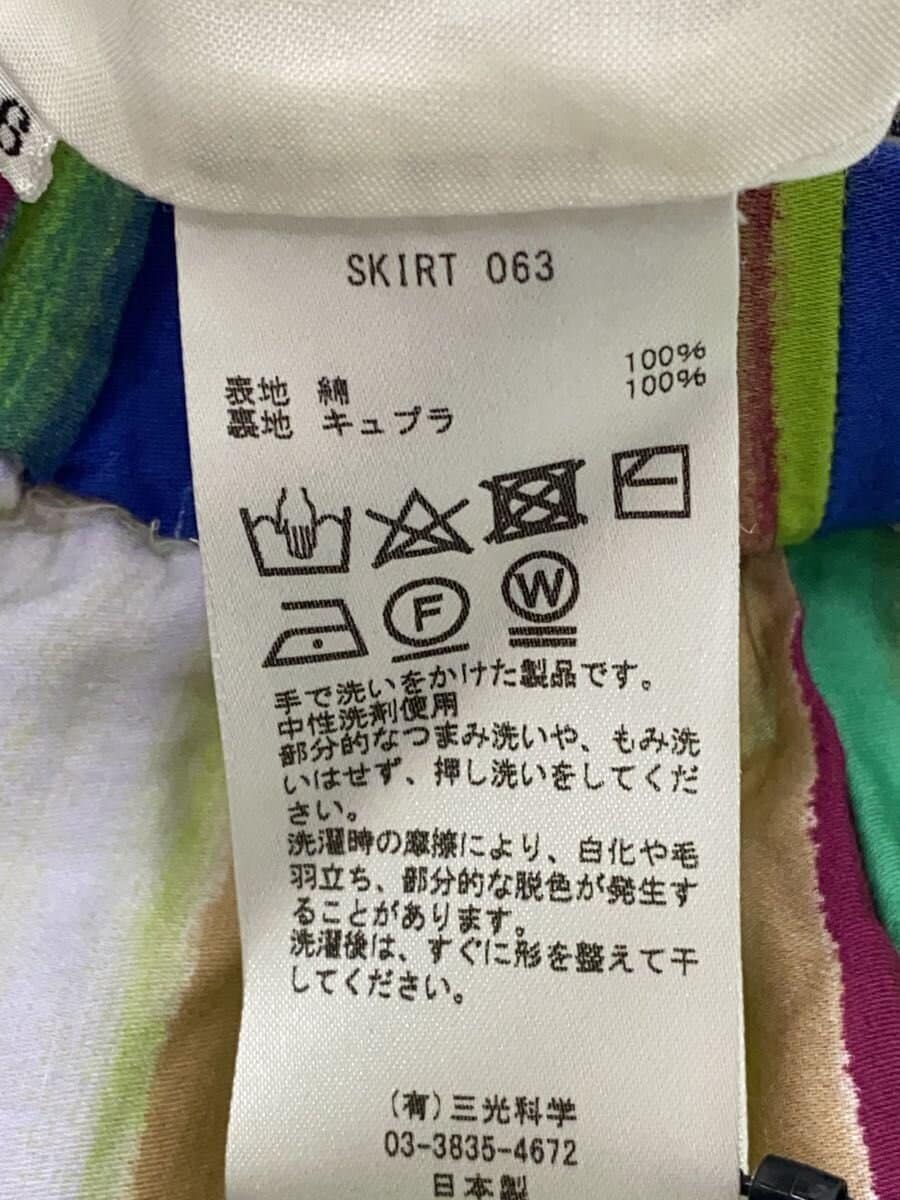 6
SKIRT 063
表地 綿 100%
裏地 キュプラ 100%
F
W
手で洗いをかけた製品です。
中性洗剤使用
部分的なつまみ洗いや、もみ洗
いはせず、押し洗いをしてくだ
さい。
洗濯時の摩擦により、白化や毛
羽立ち、部分的な脱色が発生す
ることがあります。
洗濯後は、すぐに形を整えて干
してください。
(有)三光科学
03-3835-4672
日本製